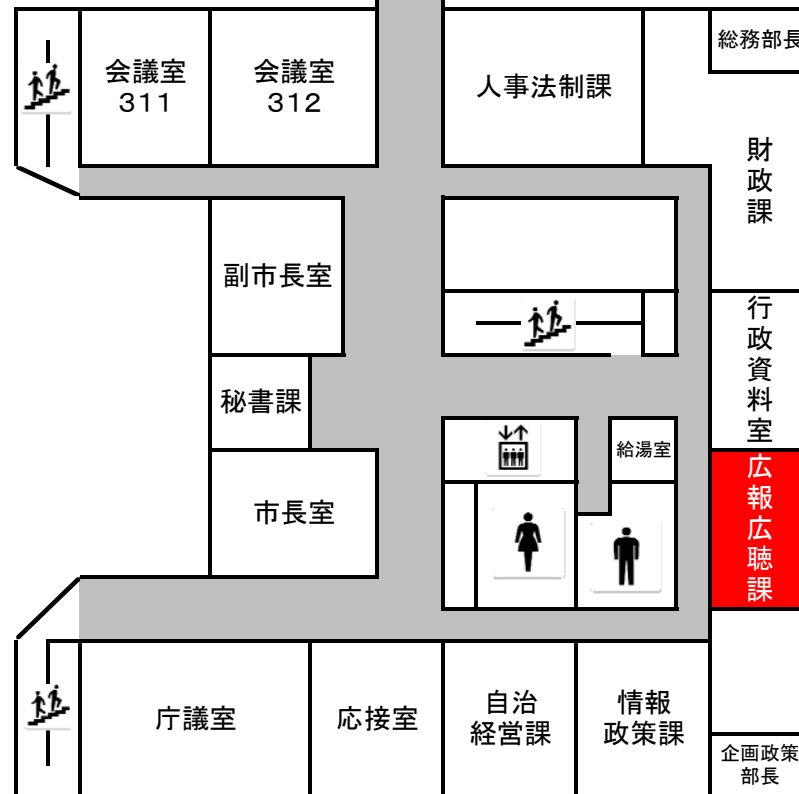 総務部長
会議室
311
会議室
312
人事法制課
財政課
副市長室
行政資料室
秘書課
給湯室
広報広聴課
市長室
庁議室
応接室
自治
経営課
情報
政策課
企画政策
部長